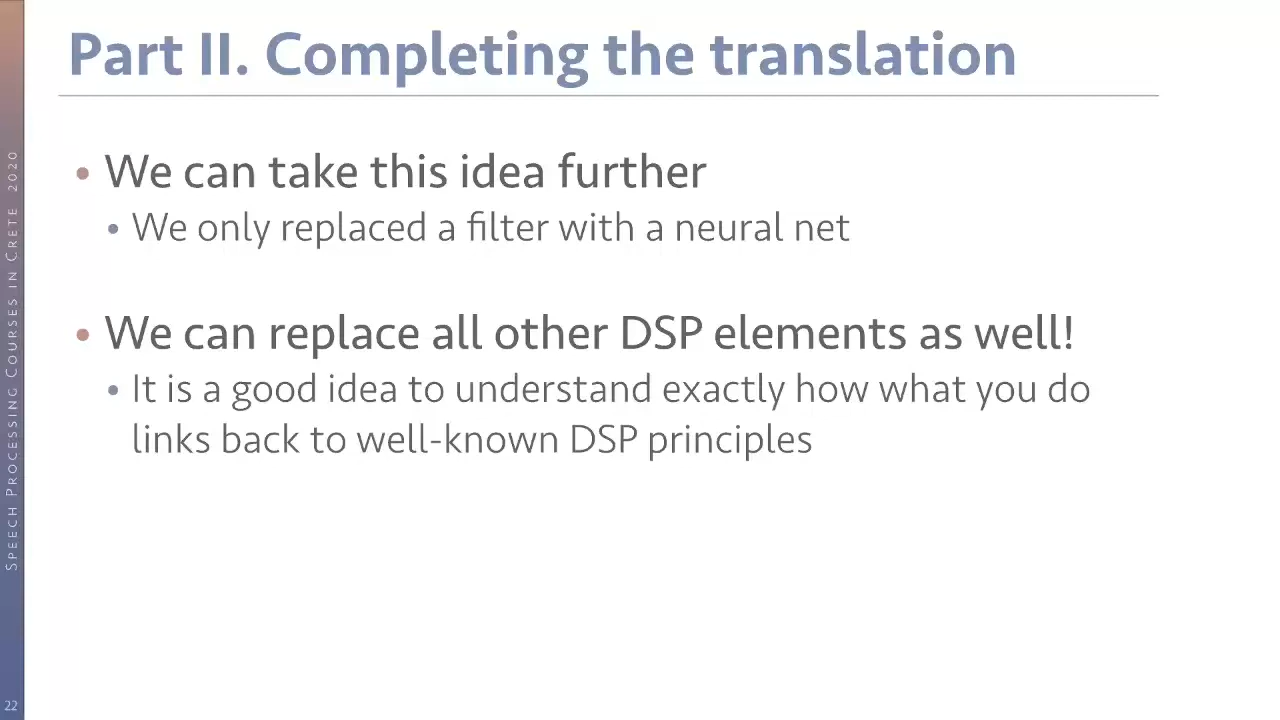 Part II. Completing the translation
• We can take this idea further
• We only replaced a filter with a neural net
• We can replace all other DSP elements as well!
• It is a good idea to understand exactly how what you do
links back to well-known DSP principles
SPEECH PROCESSING COURSES IN CRETE 2020
22